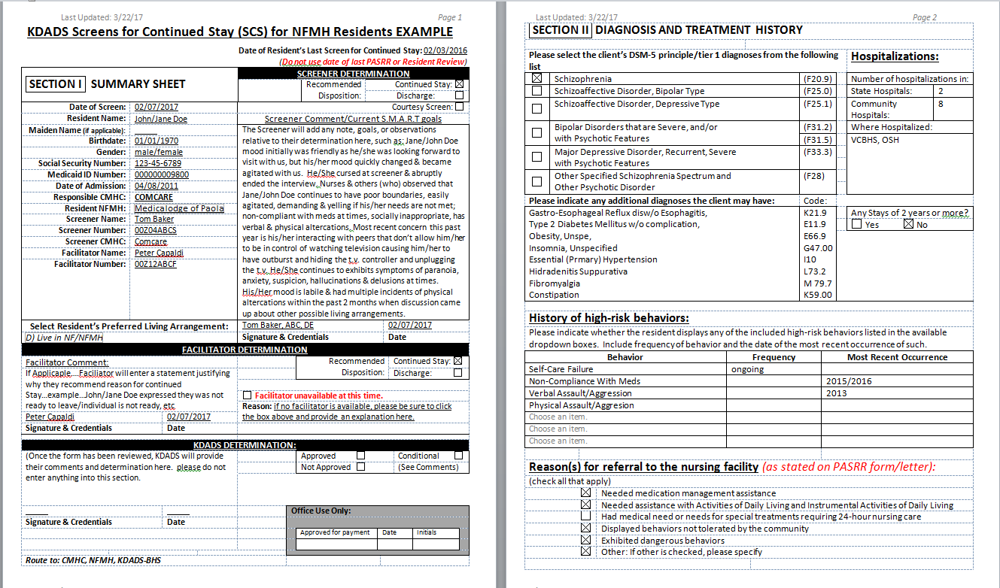 Last Updated: 3/22/17
Page 1
KDADS Screens for Continued Stay (SCS) for NFMH Residents EXAMPLE
Date of Resident's Last Screen for Continued Stay: 02/03/2016
(Do not use date of last PASRR or Resident Review)
SECTION I SUMMARY SHEET
SCREENER DETERMINATION
Recommended Continued Stay: ☒
Disposition: Discharge: ☐
Courtesy Screen: ☐
Date of Screen: 02/07/2017
Resident Name: John/Jane Doe
Maiden Name (if applicable):
Birthdate: 01/01/1970
Gender: male/female
Social Security Number: 123-45-6789
Medicaid ID Number: 000000009800
Date of Admission: 04/08/2011
Responsible CMHC: COMCARE
Resident NFMH: Medicalodge of Paola
Screener Name: Tom Baker
Screener Number: 00Z04ABCS
Screener CMHC: Comcare
Facilitator Name: Peter Capaldi
Facilitator Number: 00Z12ABCF
Screener Comment/Current S.M.A.R.T goals
The Screener will add any note, goals, or observations
relative to their determination here, such as: Jane/John Doe
mood initially was friendly as he/she was looking forward to
visit with us, but his/her mood quickly changed & became
agitated with us. He/She cursed at screener & abruptly
ended the interview. Nurses & others (who) observed that
Jane/John Doe continues to have poor boundaries, easily
agitated, demanding & yelling if his/her needs are not met;
non-compliant with meds at times, socially inappropriate, has
verbal & physical altercations. Most recent concern this past
year is his/her interacting with peers that don't allow him/her
to be in control of watching television causing him/her to
have outburst and hiding the t.v. controller and unplugging
the t.v. He/She continues to exhibits symptoms of paranoia,
anxiety, suspicion, hallucinations & delusions at times.
His/Her mood is labile & had multiple incidents of physical
altercations within the past 2 months when discussion came
up about other possible living arrangements.
Select Resident's Preferred Living Arrangement:
D) Live in NF/NFMH
Tom Baker, ABC, DE 02/07/2017
Signature & Credentials Date
FACILITATOR DETERMINATION
Facilitator Comment:
If Applicaple....Faciliator will enter a statement justifying
why they recommend reason for continued
Stay...example...John/Jane Doe expressed they was not
ready to leave/individual is not ready, etc
Peter Capaldi 02/07/2017
Signature & Credentials Date
Recommended Continued Stay: ☒
Disposition: Discharge: ☐
☐ Facilitator unavailable at this time.
Reason: if no facilitator is available, please be sure to click
the box above and provide an explanation here.
KDADS DETERMINATION:
(Once the form has been reviewed, KDADS will provide
their comments and determination here. please do not
enter anything into this section.
Approved ☐ Conditional ☐
Not Approved ☐ (See Comments)
Signature & Credentials Date
Office Use Only:
Approved for payment Date Initials
Route to: CMHC, NFMH, KDADS-BHS
Last Updated: 3/22/17
Page 2
SECTION II DIAGNOSIS AND TREATMENT HISTORY
Please select the client's DSM-5 principle/tier 1 diagnoses from the following
list
☒ Schizophrenia (F20.9)
☐ Schizoaffective Disorder, Bipolar Type (F25.0)
☐ Schizoaffective Disorder, Depressive Type (F25.1)
☐ Bipolar Disorders that are Severe, and/or (F31.2)
with Psychotic Features (F31.5)
☐ Major Depressive Disorder, Recurrent, Severe (F33.3)
with Psychotic Features
☐ Other Specified Schizophrenia Spectrum and (F28)
Other Psychotic Disorder
Hospitalizations:
Number of hospitalizations in:
State Hospitals: 2
Community 8
Hospitals:
Where Hospitalized:
VCBHS, OSH
Please indicate any additional diagnoses the client may have: Code:
Gastro-Esophageal Reflux disw/o Esophagitis, K21.9
Type 2 Diabetes Mellitus w/o complication, E11.9
Obesity, Unspe, E66.9
Insomnia, Unspecified G47.00
Essential (Prmary) Hypertension I10
Hidradenitis Suppurativa L73.2
Fibromyalgia M 79.7
Constipation K59.00
Any Stays of 2 years or more?
☐ Yes ☒ No
History of high-risk behaviors:
Please indicate whether the resident displays any of the included high-risk behaviors listed in the available
dropdown boxes. Include frequency of behavior and the date of the most recent occurrence of such.
Behavior Frequency Most Recent Occurrence
Self-Care Failure ongoing
Non-Compliance With Meds 2015/2016
Verbal Assault/Aggression 2013
Physical Assault/Aggresion
Choose an item.
Choose an item.
Choose an item.
Reason(s) for referral to the nursing facility (as stated on PASRR form/letter):
(check all that apply)
☒ Needed medication management assistance
☒ Needed assistance with Activities of Daily Living and Instrumental Activities of Daily Living
☐ Had medical need or needs for special treatments requiring 24-hour nursing care
☒ Displayed behaviors not tolerated by the community
☒ Exhibited dangerous behaviors
☒ Other: If other is checked, please specify